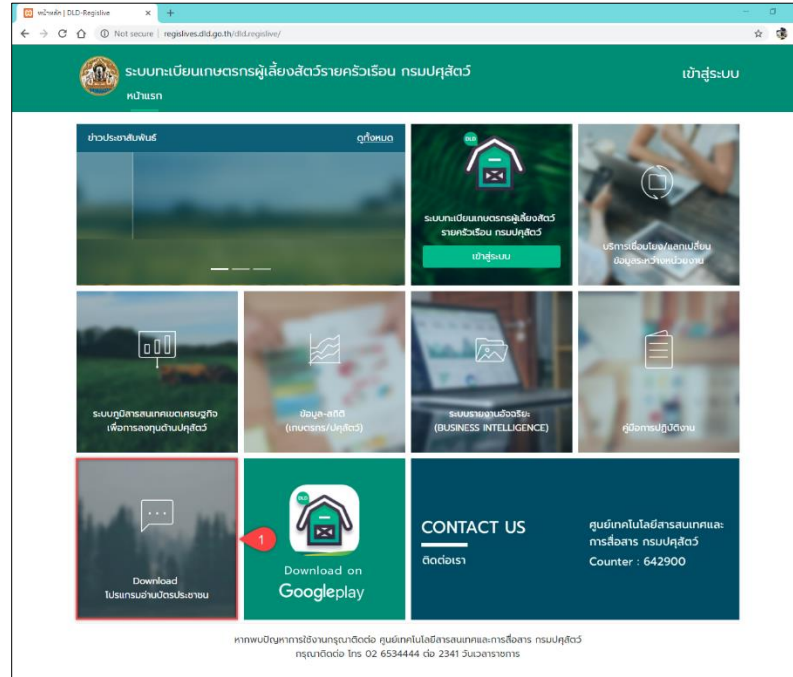 หน้าหลัก | DLD-Regislive
Not secure | regislives.dld.go.th/dld.regislive/
ระบบทะเบียนเกษตรกรผู้เลี้ยงสัตว์รายครัวเรือน กรมปศุสัตว์
เข้าสู่ระบบ
หน้าแรก
ข่าวประชาสัมพันธ์
ดูทั้งหมด
DLD
ระบบทะเบียนเกษตรกรผู้เลี้ยงสัตว์
รายครัวเรือน กรมปศุสัตว์
เข้าสู่ระบบ
บริการเชื่อมโยง/แลกเปลี่ยน
ข้อมูลระหว่างหน่วยงาน
ระบบภูมิสารสนเทศเขตเศรษฐกิจ
เพื่อการลงทุนด้านปศุสัตว์
ข้อมูล-สถิติ
(เกษตรกร/ปศุสัตว์)
ระบบรายงานอัจฉริยะ
(BUSINESS INTELLIGENCE)
คู่มือการปฏิบัติงาน
Download
โปรแกรมอ่านบัตรประชาชน
1
DLD
Download on
Googleplay
CONTACT US
ติดต่อเรา
ศูนย์เทคโนโลยีสารสนเทศและ
การสื่อสาร กรมปศุสัตว์
Counter : 642900
หากพบปัญหาการใช้งานกรุณาติดต่อ ศูนย์เทคโนโลยีสารสนเทศและการสื่อสาร กรมปศุสัตว์
กรุณาติดต่อ โทร 02 6534444 ต่อ 2341 วันเวลาราชการ